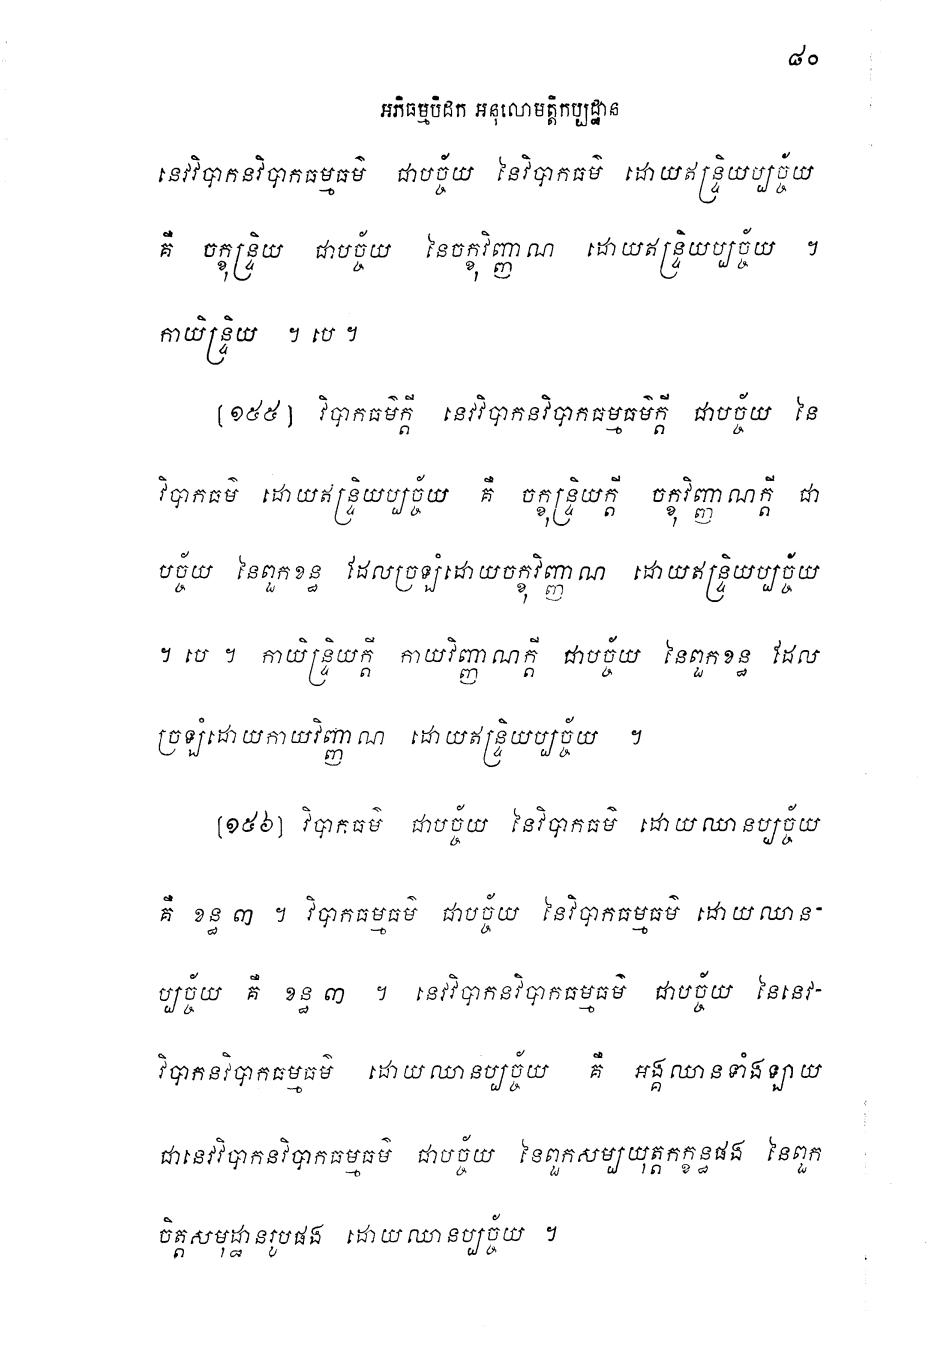 ៨០
អភិធម្មបិដក អនុលោមត្តិកប្បដ្ឋាន
នេវវិបាកនវិបាកធម្មធម៌ ជាបច្ច័យ នៃវិបាកធម៌ ដោយឥន្ទ្រិយប្បច្ច័យ
គឺ ចក្ខុន្ទ្រិយ ជាបច្ច័យ នៃចក្ខុវិញ្ញាណ ដោយឥន្ទ្រិយប្បច្ច័យ ។
កាយិន្ទ្រិយ ។ បេ ។
(១៥៥) វិបាកធម៌ក្តី នេវវិបាកនវិបាកធម្មធម៌ក្តី ជាបច្ច័យ នៃ
វិបាកធម៌ ដោយឥន្ទ្រិយប្បច្ច័យ គឺ ចក្ខុន្ទ្រិយក្តី ចក្ខុវិញ្ញាណក្តី ជា
បច្ច័យ នៃពួកខន្ធ ដែលច្រឡំដោយចក្ខុវិញ្ញាណ ដោយឥន្ទ្រិយប្បច្ច័យ
។ បេ ។ កាយិន្ទ្រិយក្តី កាយវិញ្ញាណក្តី ជាបច្ច័យ នៃពួកខន្ធ ដែល
ច្រឡំដោយកាយវិញ្ញាណ ដោយឥន្ទ្រិយប្បច្ច័យ ។
(១៥៦) វិបាកធម៌ ជាបច្ច័យ នៃវិបាកធម៌ ដោយឈានប្បច្ច័យ
គឺ ខន្ធ ៣ ។ វិបាកធម្មធម៌ ជាបច្ច័យ នៃវិបាកធម្មធម៌ ដោយឈាន-
ប្បច្ច័យ គឺ ខន្ធ ៣ ។ នេវវិបាកនវិបាកធម្មធម៌ ជាបច្ច័យ នៃនេវ-
វិបាកនវិបាកធម្មធម៌ ដោយឈានប្បច្ច័យ គឺ អង្គឈានទាំងឡាយ
ជានេវវិបាកនវិបាកធម្មធម៌ ជាបច្ច័យ នៃពួកសម្បយុត្តកក្ខន្ធផង នៃពួក
ចិត្តសមុដ្ឋានរូបផង ដោយឈានប្បច្ច័យ ។